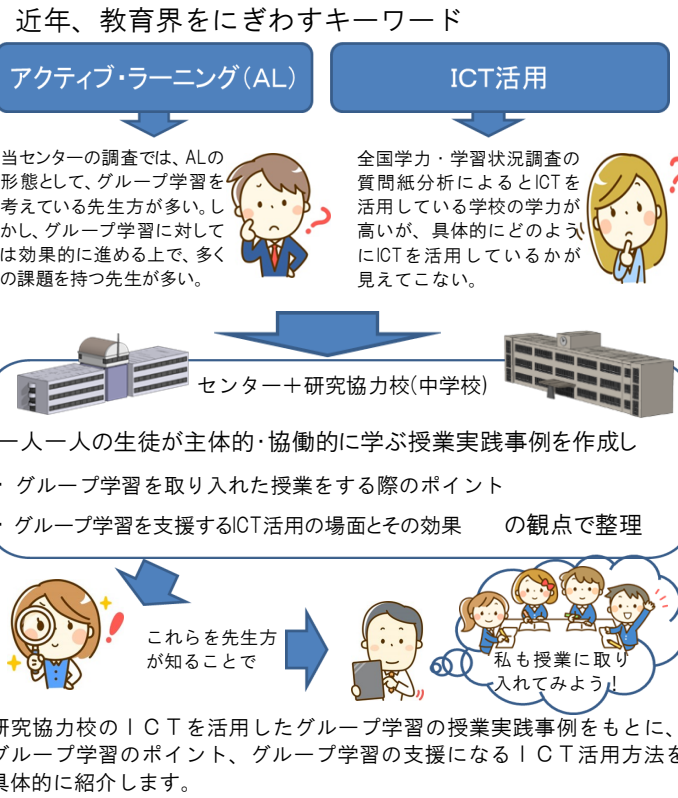 近年、教育界をにぎわすキーワード
アクティブ・ラーニング(AL)
ICT活用
当センターの調査では、ALの
形態として、グループ学習を
考えている先生方が多い。し
かし、グループ学習に対して
は効果的に進める上で、多く
の課題を持つ先生が多い。
全国学力・学習状況調査の
質問紙分析によるとICTを
活用している学校の学力が
高いが、具体的にどのよう
にICTを活用しているかが
見えてこない。
センター+研究協力校(中学校)
一人一人の生徒が主体的・協働的に学ぶ授業実践事例を作成し
・ グループ学習を取り入れた授業をする際のポイント
・ グループ学習を支援するICT活用の場面とその効果 の観点で整理
これらを先生方
が知ることで
私も授業に取り
入れてみよう!
研究協力校のICTを活用したグループ学習の授業実践事例をもとに、
グループ学習のポイント、グループ学習の支援になるICT活用方法を
具体的に紹介します。